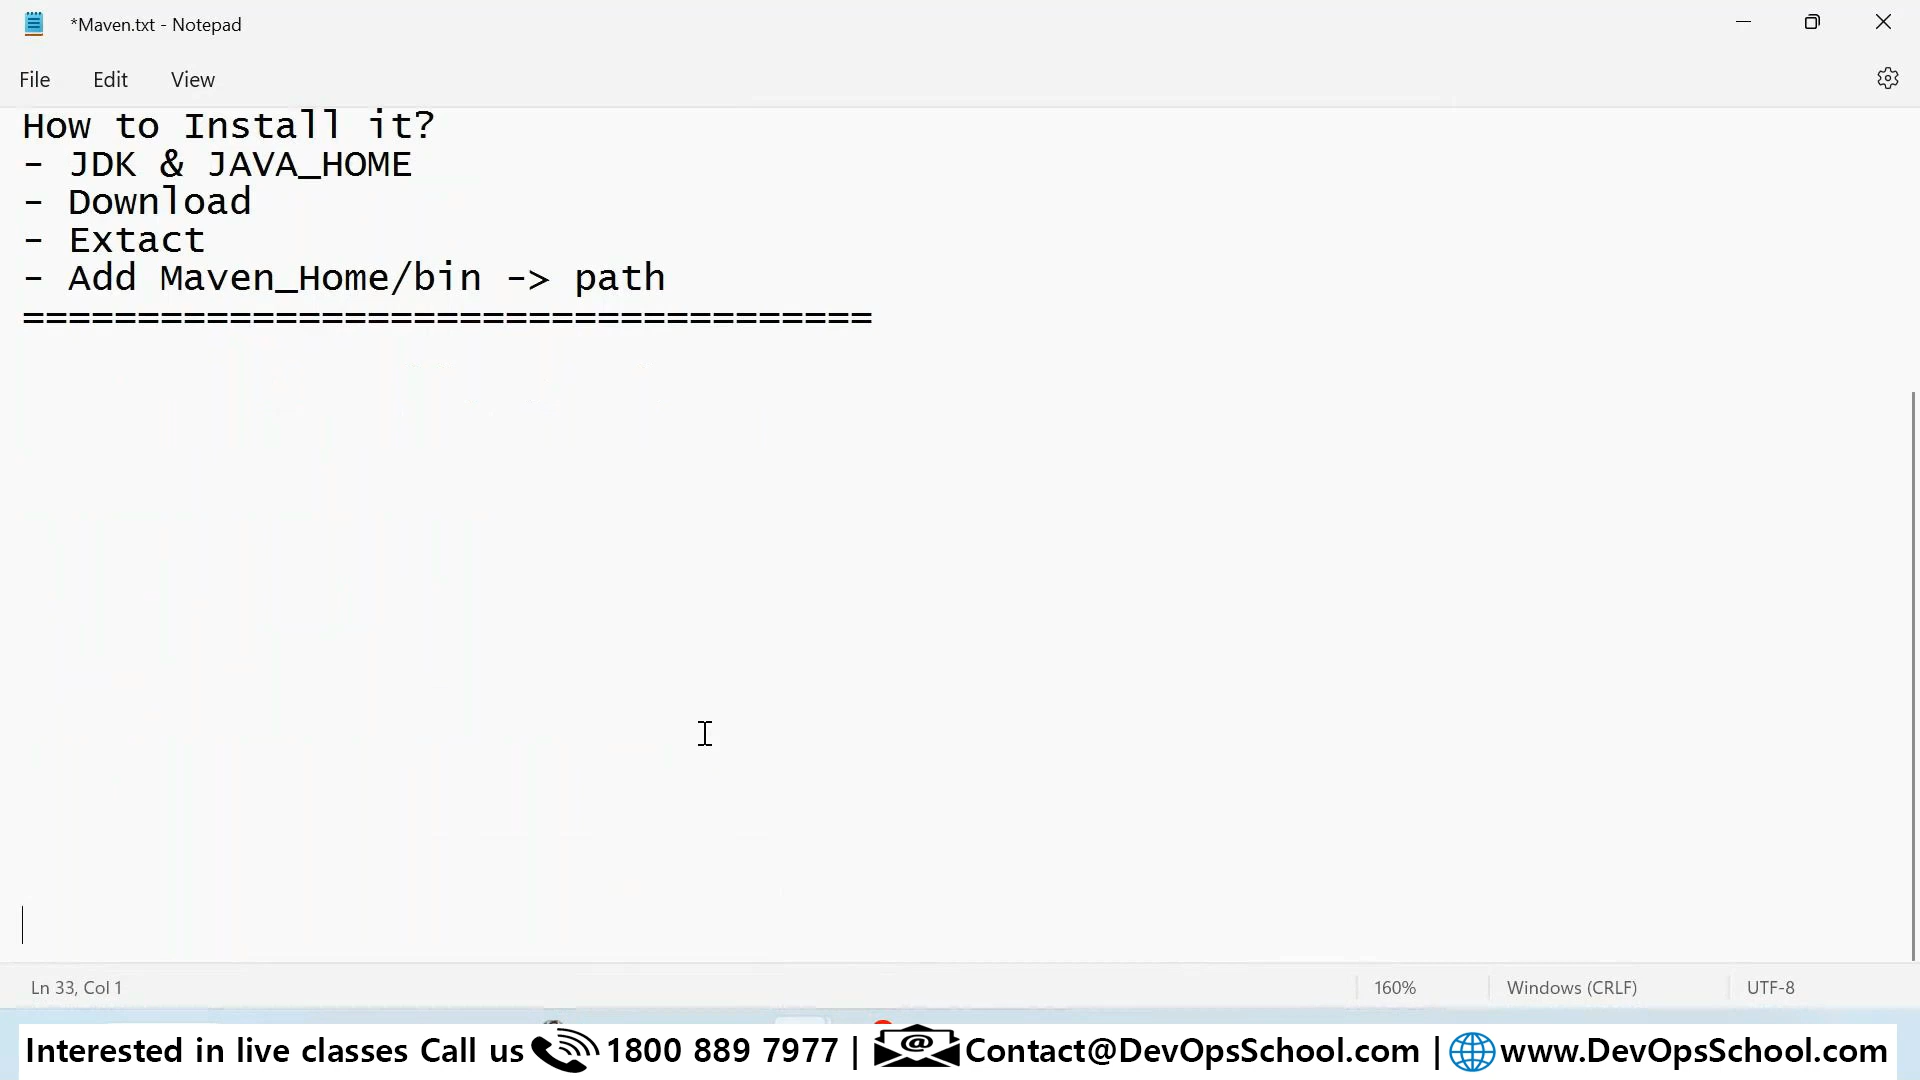 *Maven.txt - Notepad
File Edit View
How to Install it?
- JDK & JAVA_HOME
- Download
- Extact
- Add Maven_Home/bin -> path
=====================================
Ln 33, Col 1 160% Windows (CRLF) UTF-8
Interested in live classes Call us 1800 889 7977 | Contact@DevOpsSchool.com | www.DevOpsSchool.com